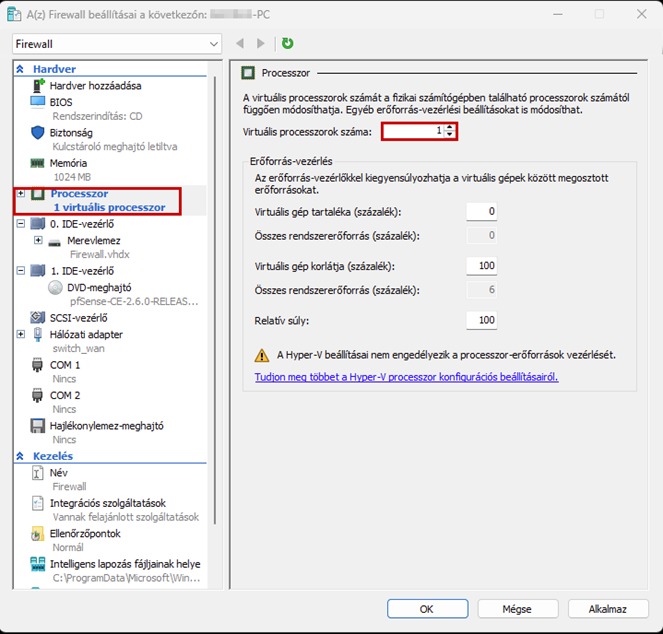 A(z) Firewall beállításai a következőn: -PC
Firewall
Hardver
Hardver hozzáadása
BIOS
Rendszerindítás: CD
Biztonság
Kulcstároló meghajtó letiltva
Memória
1024 MB
Processzor
1 virtuális processzor
0. IDE-vezérlő
Merevlemez
Firewall.vhdx
1. IDE-vezérlő
DVD-meghajtó
pfSense-CE-2.6.0-RELEAS...
SCSI-vezérlő
Hálózati adapter
switch_wan
COM 1
Nincs
COM 2
Nincs
Hajlékonylemez-meghajtó
Nincs
Kezelés
Név
Firewall
Integrációs szolgáltatások
Vannak felajánlott szolgáltatások
Ellenőrzőpontok
Normál
Intelligens lapozás fájljainak helye
C:\ProgramData\Microsoft\Win...
Processzor
A virtuális processzorok számát a fizikai számítógépben található processzorok számától
függően módosíthatja. Egyéb erőforrás-vezérlési beállításokat is módosíthat.
Virtuális processzorok száma: 1
Erőforrás-vezérlés
Az erőforrás-vezérlőkkel kiegyensúlyozhatja a virtuális gépek között megosztott
erőforrásokat.
Virtuális gép tartaléka (százalék): 0
Összes rendszererőforrás (százalék): 0
Virtuális gép korlátja (százalék): 100
Összes rendszererőforrás (százalék): 6
Relatív súly: 100
A Hyper-V beállításai nem engedélyezik a processzor-erőforrások vezérlését.
Tudjon meg többet a Hyper-V processzor konfigurációs beállításairól.
OK
Mégse
Alkalmaz